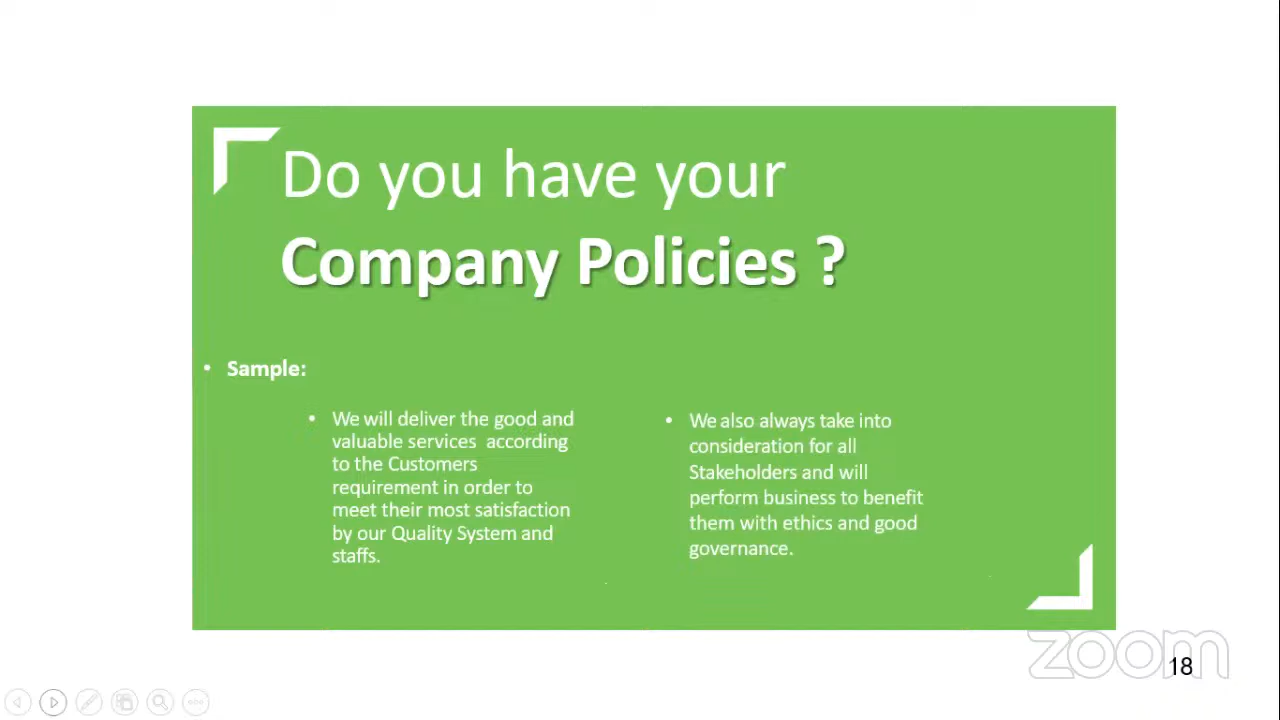 Do you have your
Company Policies ?
• Sample:
• We will deliver the good and
valuable services according
to the Customers
requirement in order to
meet their most satisfaction
by our Quality System and
staffs.
• We also always take into
consideration for all
Stakeholders and will
perform business to benefit
them with ethics and good
governance.
zoom
18